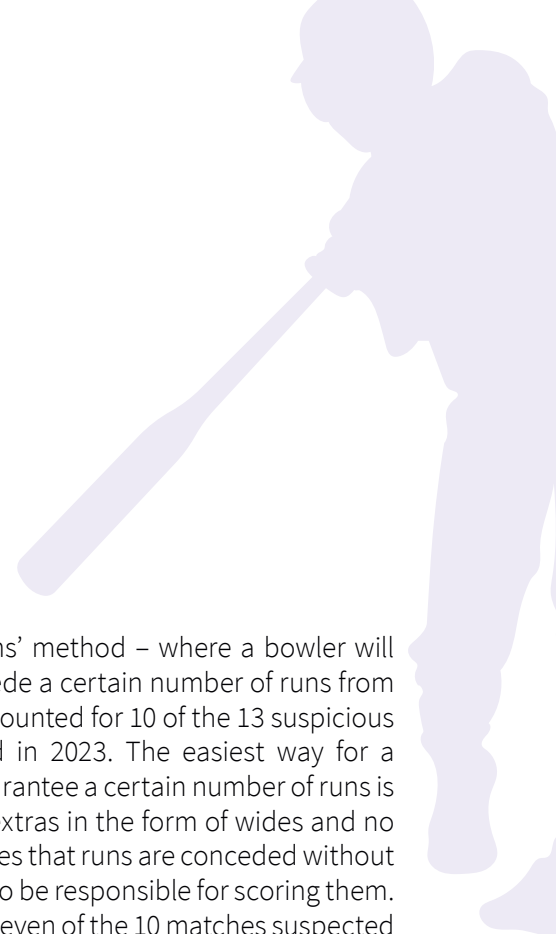 ns’ method – where a bowler will
ede a certain number of runs from
ounted for 10 of the 13 suspicious
d in 2023. The easiest way for a
rantee a certain number of runs is
extras in the form of wides and no
es that runs are conceded without
o be responsible for scoring them.
even of the 10 matches suspected